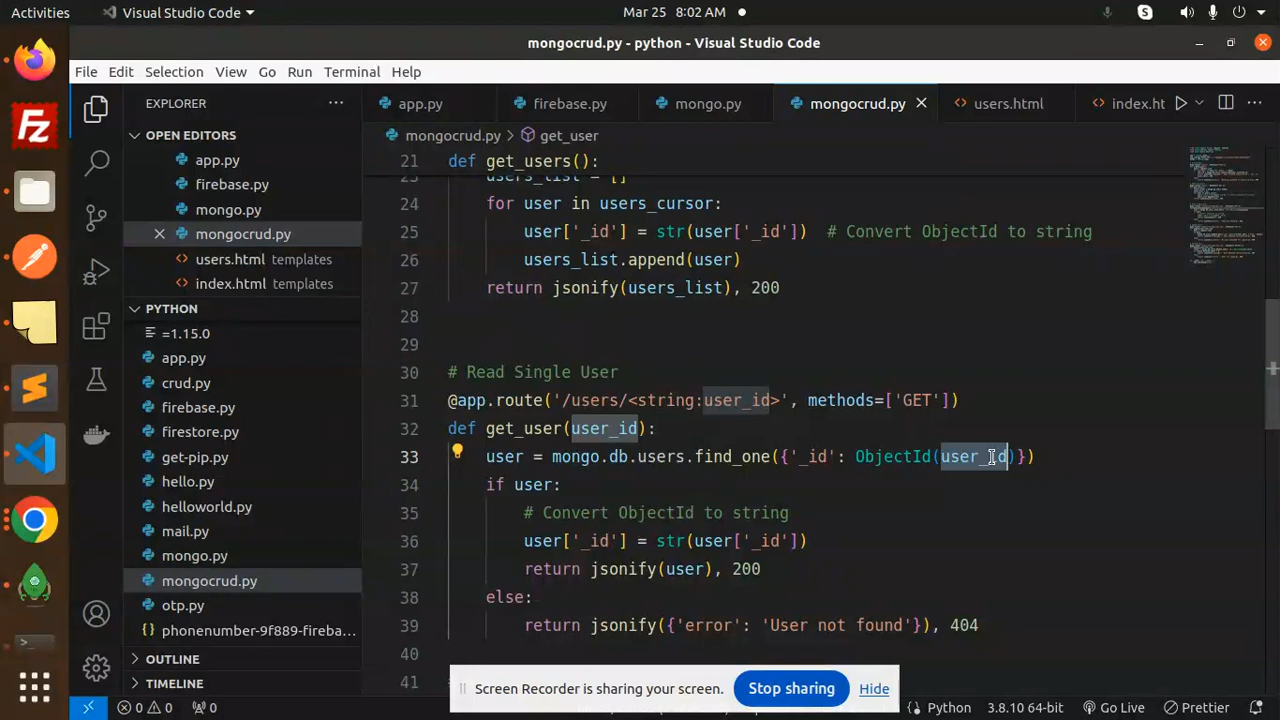 Activities
Visual Studio Code
Mar 25 8:02 AM
mongocrud.py - python - Visual Studio Code
File Edit Selection View Go Run Terminal Help
EXPLORER
app.py
firebase.py
mongo.py
mongocrud.py
users.html
index.ht
OPEN EDITORS
app.py
firebase.py
mongo.py
mongocrud.py
users.html templates
index.html templates
PYTHON
=1.15.0
app.py
crud.py
firebase.py
firestore.py
get-pip.py
hello.py
helloworld.py
mail.py
mongo.py
mongocrud.py
otp.py
phonenumber-9f889-fireba...
OUTLINE
TIMELINE
mongocrud.py > get_user
21 def get_users():
23 users_list = []
24 for user in users_cursor:
25 user['_id'] = str(user['_id']) # Convert ObjectId to string
26 users_list.append(user)
27 return jsonify(users_list), 200
28
29
30 # Read Single User
31 @app.route('/users/<string:user_id>', methods=['GET'])
32 def get_user(user_id):
33 user = mongo.db.users.find_one({'_id': ObjectId(user_id)})
34 if user:
35 # Convert ObjectId to string
36 user['_id'] = str(user['_id'])
37 return jsonify(user), 200
38 else:
39 return jsonify({'error': 'User not found'}), 404
40
41
Screen Recorder is sharing your screen. Stop sharing Hide
0 0 0
Python 3.8.10 64-bit Go Live Prettier